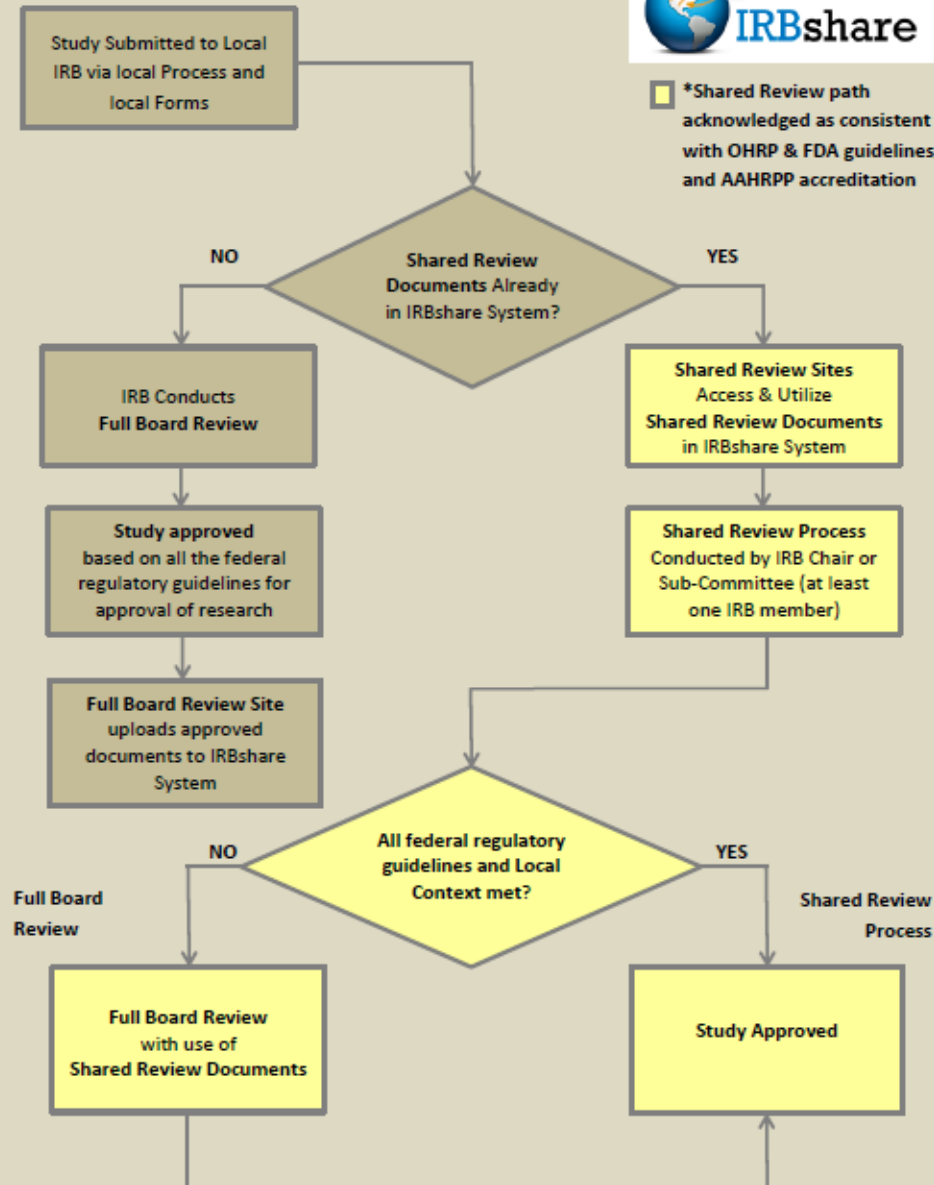 Study Submitted to Local
IRB via local Process and
local Forms
IRBshare
*Shared Review path
acknowledged as consistent
with OHRP & FDA guidelines
and AAHRPP accreditation
NO
Shared Review
Documents Already
in IRBshare System?
YES
IRB Conducts
Full Board Review
Shared Review Sites
Access & Utilize
Shared Review Documents
in IRBshare System
Study approved
based on all the federal
regulatory guidelines for
approval of research
Shared Review Process
Conducted by IRB Chair or
Sub-Committee (at least
one IRB member)
Full Board Review Site
uploads approved
documents to IRBshare
System
NO
All federal regulatory
guidelines and Local
Context met?
YES
Full Board
Review
Shared Review
Process
Full Board Review
with use of
Shared Review Documents
Study Approved